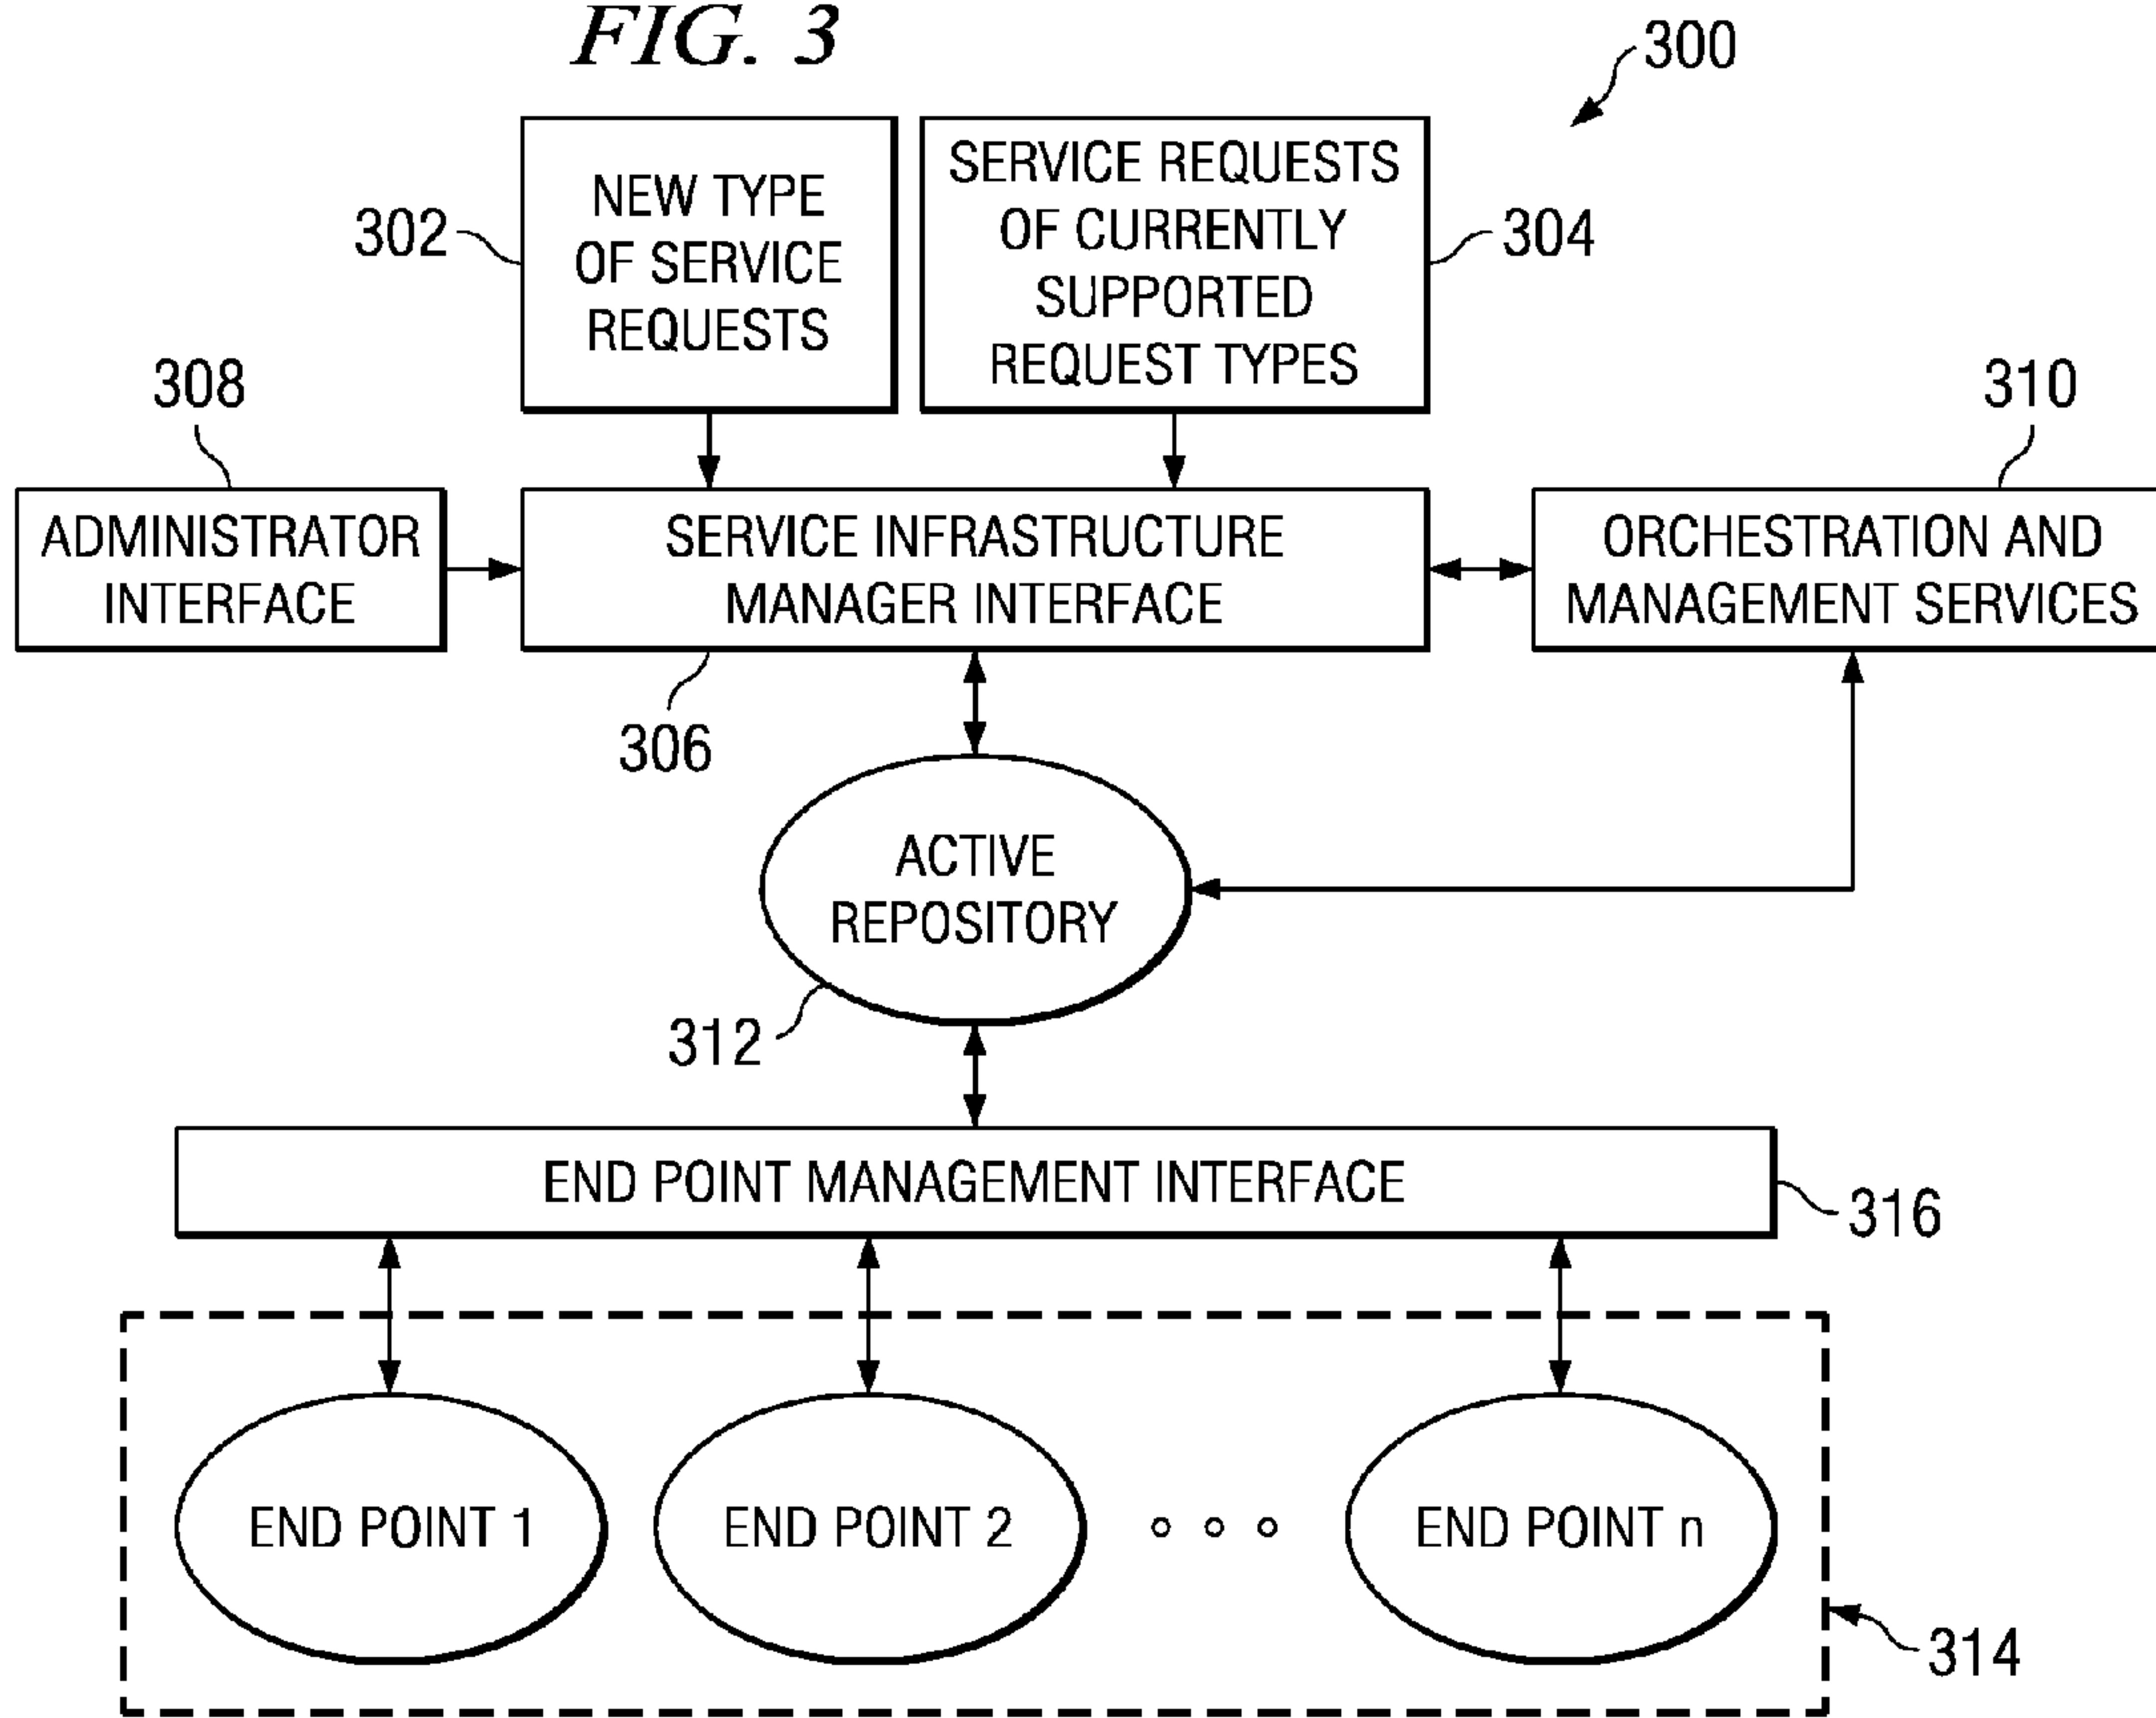 FIG. 3
300
NEW TYPE
OF SERVICE
REQUESTS
302
SERVICE REQUESTS
OF CURRENTLY
SUPPORTED
REQUEST TYPES
304
308
310
ADMINISTRATOR
INTERFACE
SERVICE INFRASTRUCTURE
MANAGER INTERFACE
ORCHESTRATION AND
MANAGEMENT SERVICES
306
ACTIVE
REPOSITORY
312
END POINT MANAGEMENT INTERFACE
316
END POINT 1
END POINT 2
END POINT n
314